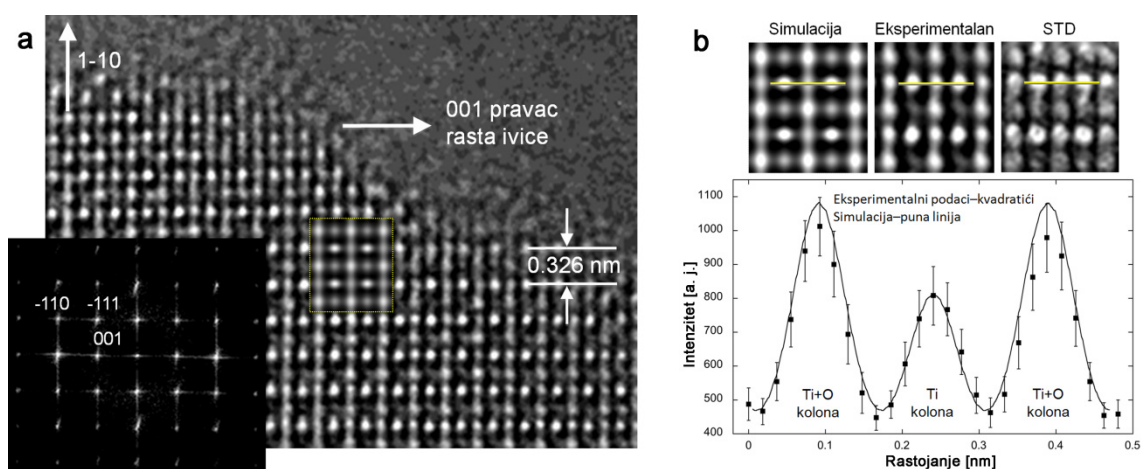 a
1-10
001 pravac
rasta ivice
0.326 nm
-110
-111
001
b
Simulacija
Eksperimentalan
STD
Eksperimentalni podaci–kvadratići
Simulacija–puna linija
Intenzitet [a. j.]
1100
1000
900
800
700
600
500
400
Ti+O
kolona
Ti
kolona
Ti+O
kolona
0
0.1
0.2
0.3
0.4
0.5
Rastojanje [nm]